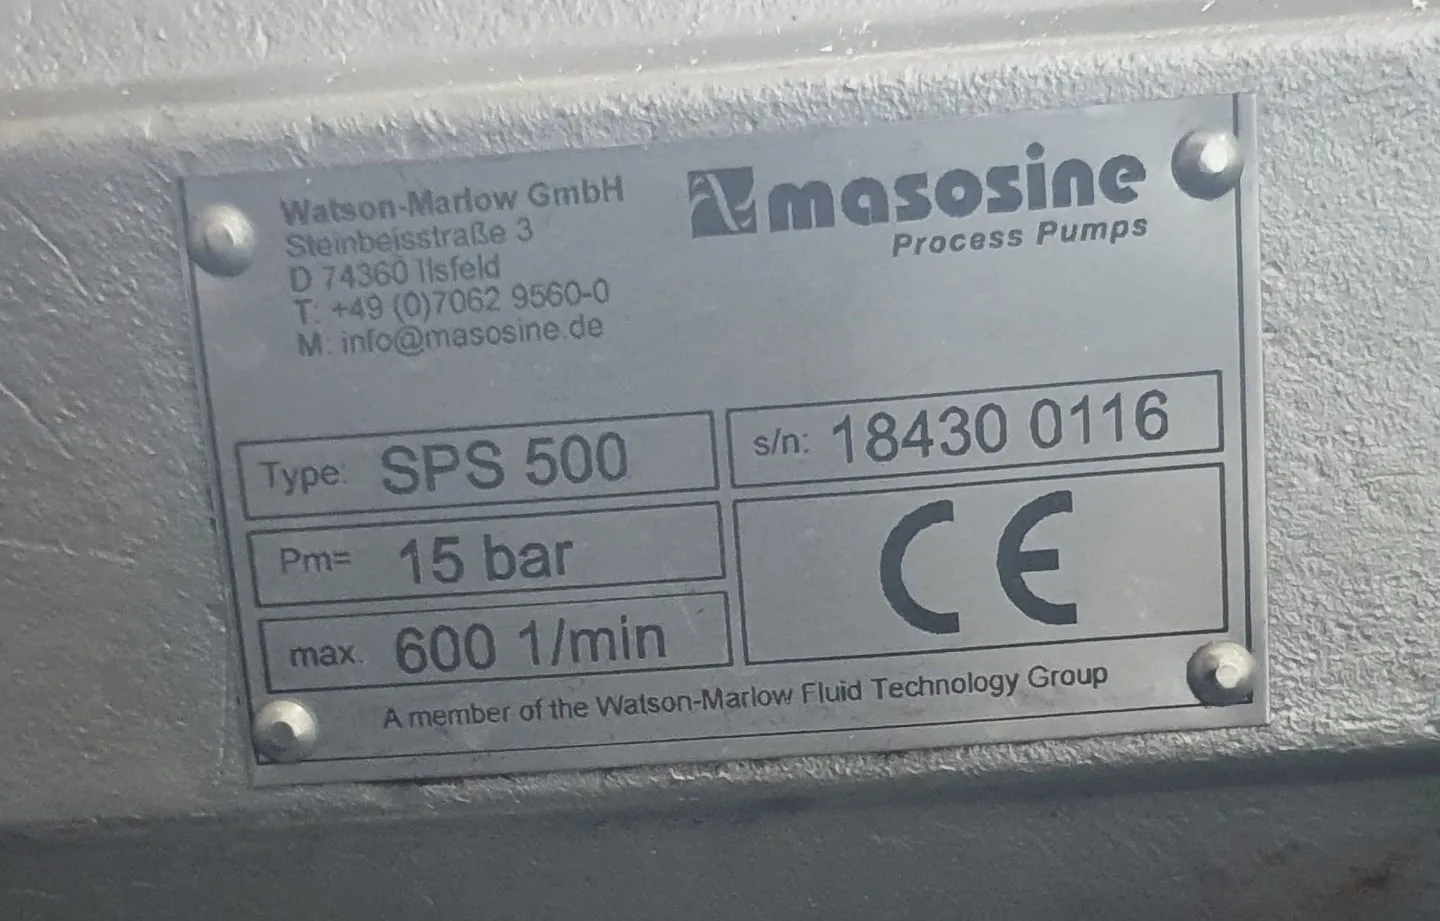 Watson-Marlow GmbH
Steinbeisstraße 3
D 74360 Ilsfeld
T: +49 (0)7062 9560-0
M: info@masosine.de
masosine
Process Pumps
Type: SPS 500
s/n: 18430 0116
Pm= 15 bar
CE
max. 600 1/min
A member of the Watson-Marlow Fluid Technology Group